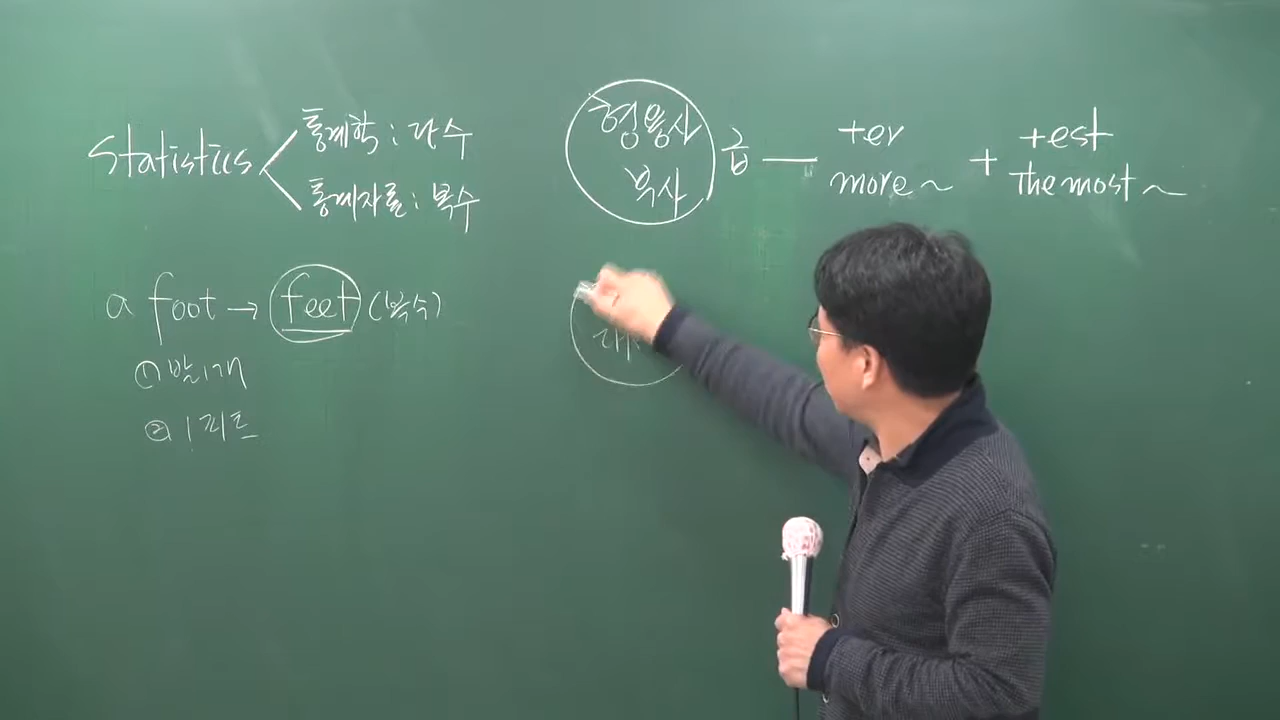 Statistics
통계학 : 단수
통계자료 : 복수
a foot → feet (복수)
① 발 1개
② 1 피트
형용사
부사
급 — +er + +est
more ~ The most ~